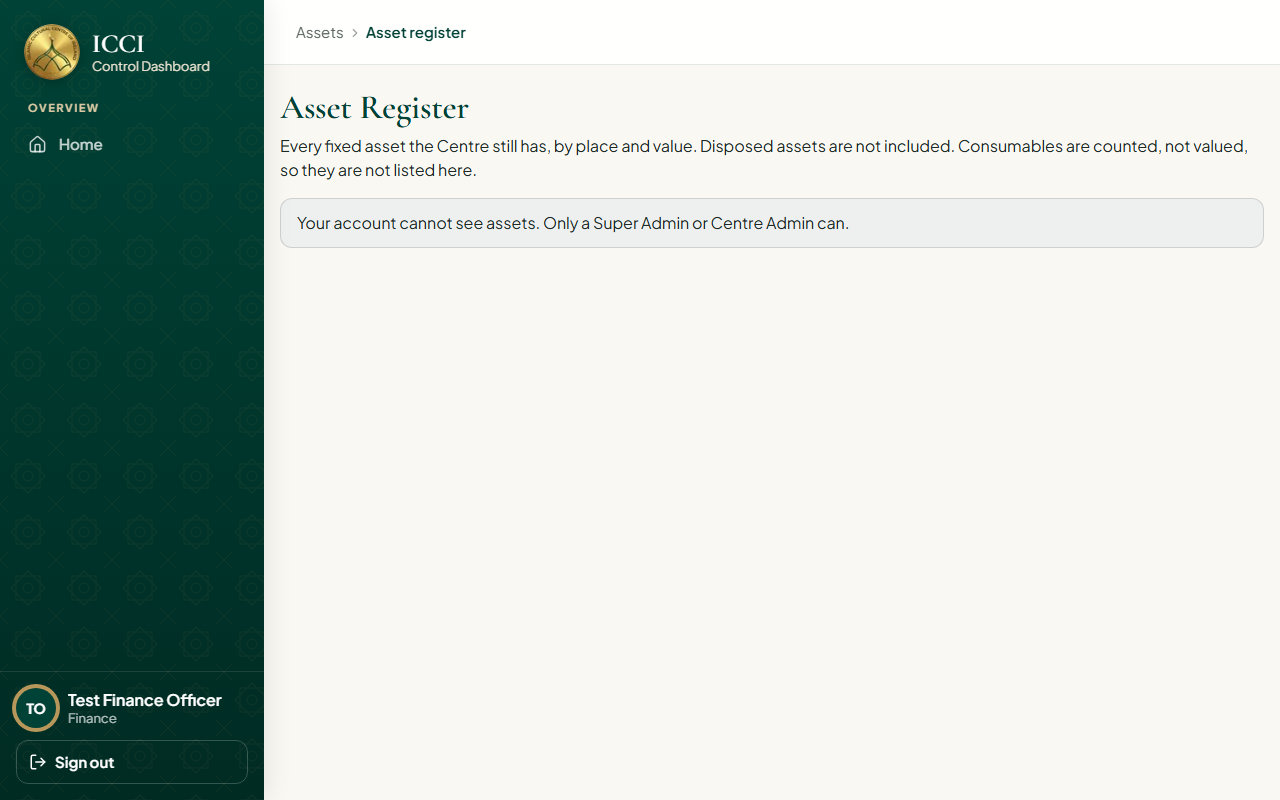 ICCI
Control Dashboard
OVERVIEW
Home
Test Finance Officer
TO
Finance
Sign out
Assets
Asset register
Asset Register
Every fixed asset the Centre still has, by place and value. Disposed assets are not included. Consumables are counted, not valued,
so they are not listed here.
Your account cannot see assets. Only a Super Admin or Centre Admin can.